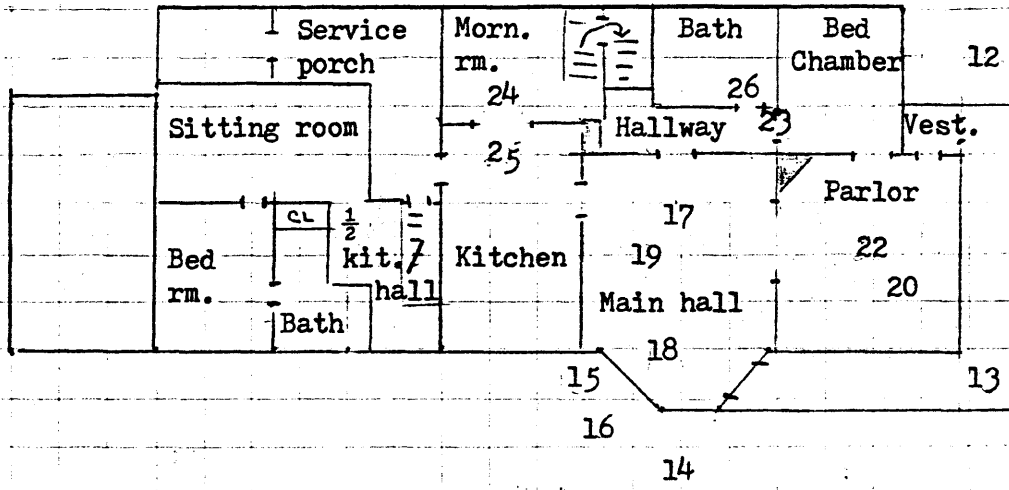 Service
porch
Morn.
rm.
24
Bath
26
Bed
Chamber
12
Sitting room
25
Hallway
23
Vest.
Parlor
CL
1/2
kit.
7
hall
Bed
rm.
Bath
Kitchen
17
19
Main hall
18
22
20
15
16
14
13